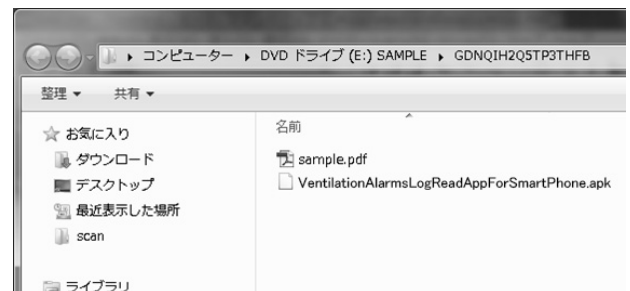 コンピューター ▸ DVD ドライブ (E:) SAMPLE ▸ GDNQIH2Q5TP3THFB
整理 ▼ 共有 ▼
お気に入り
ダウンロード
デスクトップ
最近表示した場所
scan
ライブラリ
名前
sample.pdf
VentilationAlarmsLogReadAppForSmartPhone.apk